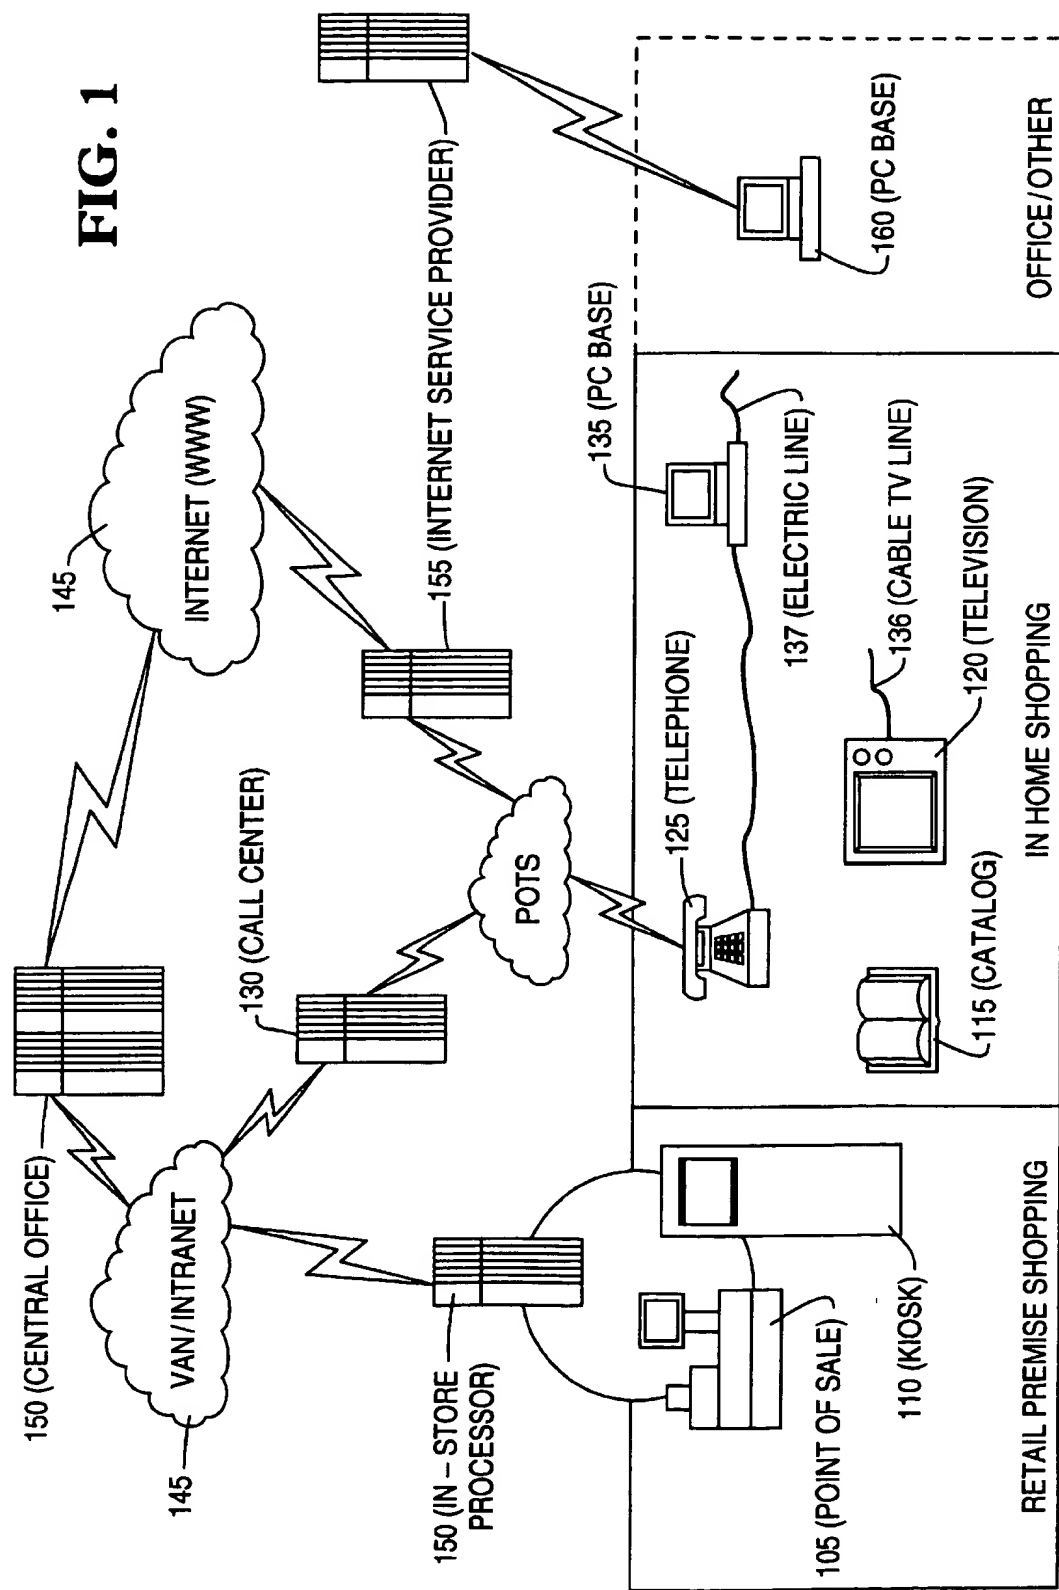 FIG. 1
150 (CENTRAL OFFICE)
145
INTERNET (WWW)
VAN/INTRANET
145
130 (CALL CENTER)
155 (INTERNET SERVICE PROVIDER)
POTS
150 (IN – STORE
PROCESSOR)
125 (TELEPHONE)
135 (PC BASE)
137 (ELECTRIC LINE)
160 (PC BASE)
105 (POINT OF SALE)
110 (KIOSK)
115 (CATALOG)
136 (CABLE TV LINE)
120 (TELEVISION)
RETAIL PREMISE SHOPPING
IN HOME SHOPPING
OFFICE/OTHER